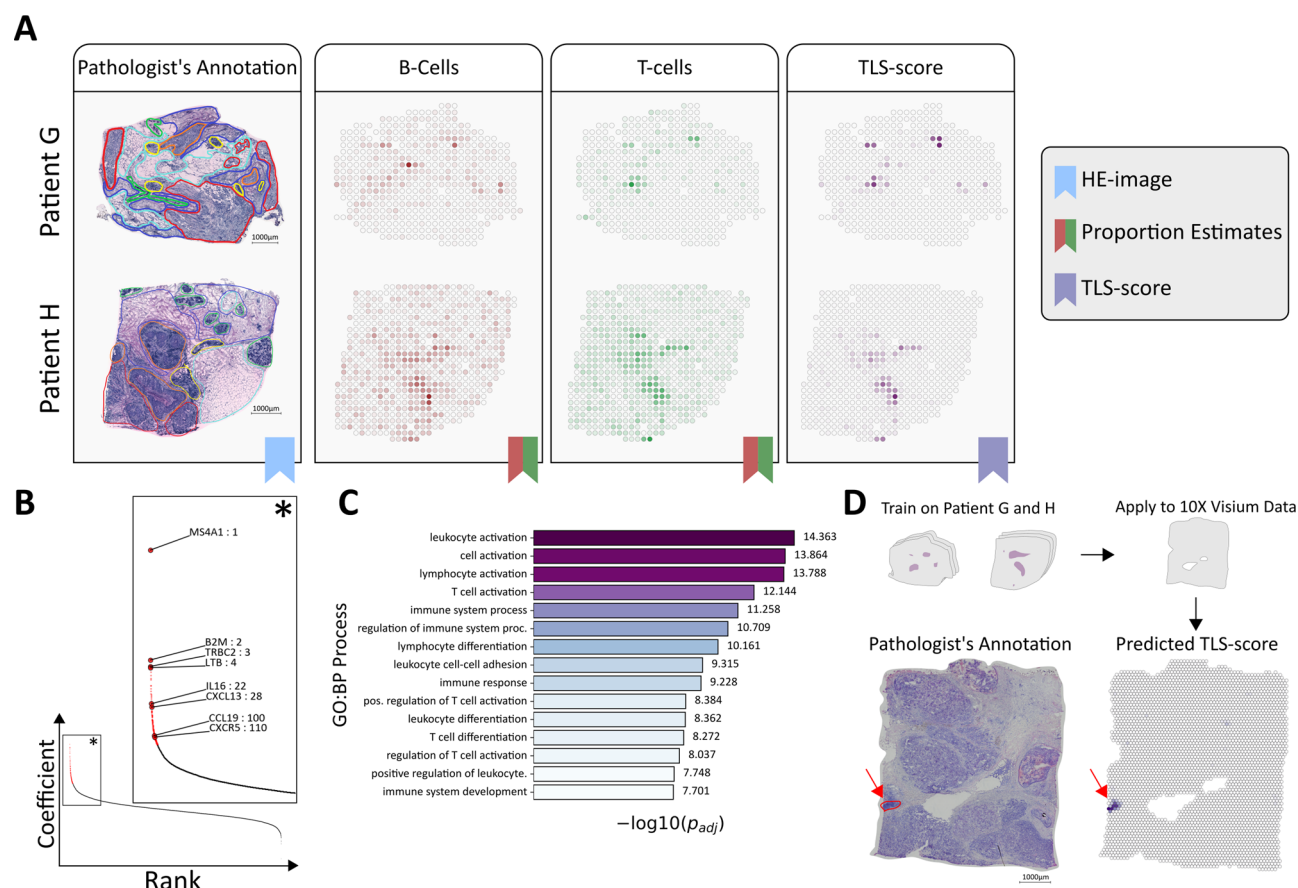 A
Pathologist's Annotation
B-Cells
T-cells
TLS-score
Patient G
1000µm
Patient H
1000µm
HE-image
Proportion Estimates
TLS-score
B
*
MS4A1 : 1
B2M : 2
TRBC2 : 3
LTB : 4
IL16 : 22
CXCL13 : 28
CCL19 : 100
CXCR5 : 110
*
Coefficient
Rank
C
GO:BP Process
leukocyte activation 14.363
cell activation 13.864
lymphocyte activation 13.788
T cell activation 12.144
immune system process 11.258
regulation of immune system proc. 10.709
lymphocyte differentiation 10.161
leukocyte cell-cell adhesion 9.315
immune response 9.228
pos. regulation of T cell activation 8.384
leukocyte differentiation 8.362
T cell differentiation 8.272
regulation of T cell activation 8.037
positive regulation of leukocyte. 7.748
immune system development 7.701
−log10(p_adj)
D
Train on Patient G and H
Apply to 10X Visium Data
Pathologist's Annotation
Predicted TLS-score
1000µm